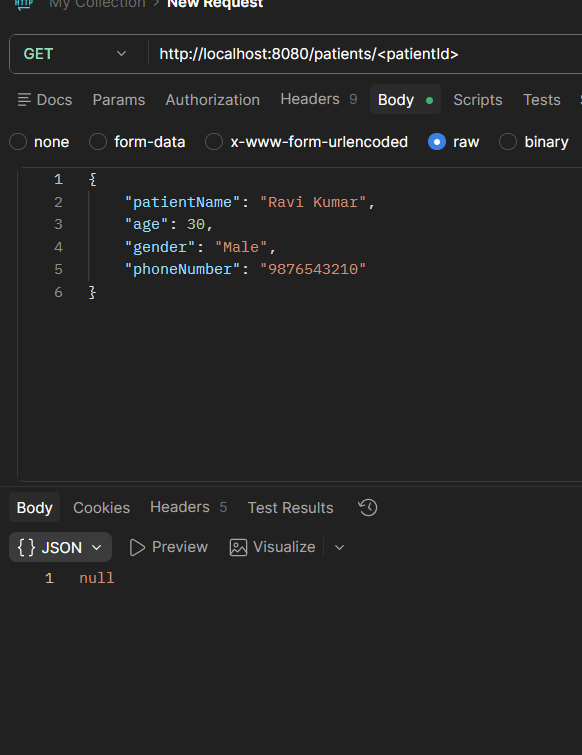 HTTP My Collection > New Request
GET http://localhost:8080/patients/<patientId>
Docs Params Authorization Headers 9 Body Scripts Tests
none form-data x-www-form-urlencoded raw binary
1 {
2 "patientName": "Ravi Kumar",
3 "age": 30,
4 "gender": "Male",
5 "phoneNumber": "9876543210"
6 }
Body Cookies Headers 5 Test Results
{} JSON Preview Visualize
1 null